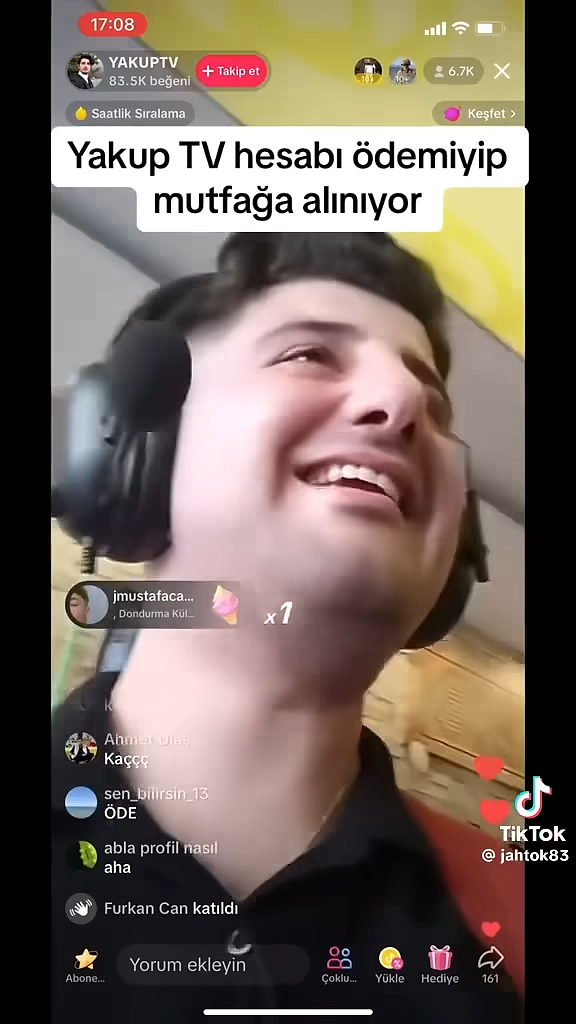 17:08
YAKUPTV
83.5K beğeni
+ Takip et
10+
10+
6.7K
Saatlik Sıralama
Keşfet >
Yakup TV hesabı ödemiyip
mutfağa alınıyor
jmustafaca...
, Dondurma Kül...
x1
Ahmet Ulaş
Kaççç
sen_bilirsin_13
ÖDE
abla profil nasıl
aha
Furkan Can katıldı
TikTok
@ jahtok83
Yorum ekleyin
Abone...
Çoklu...
Yükle
Hediye
161